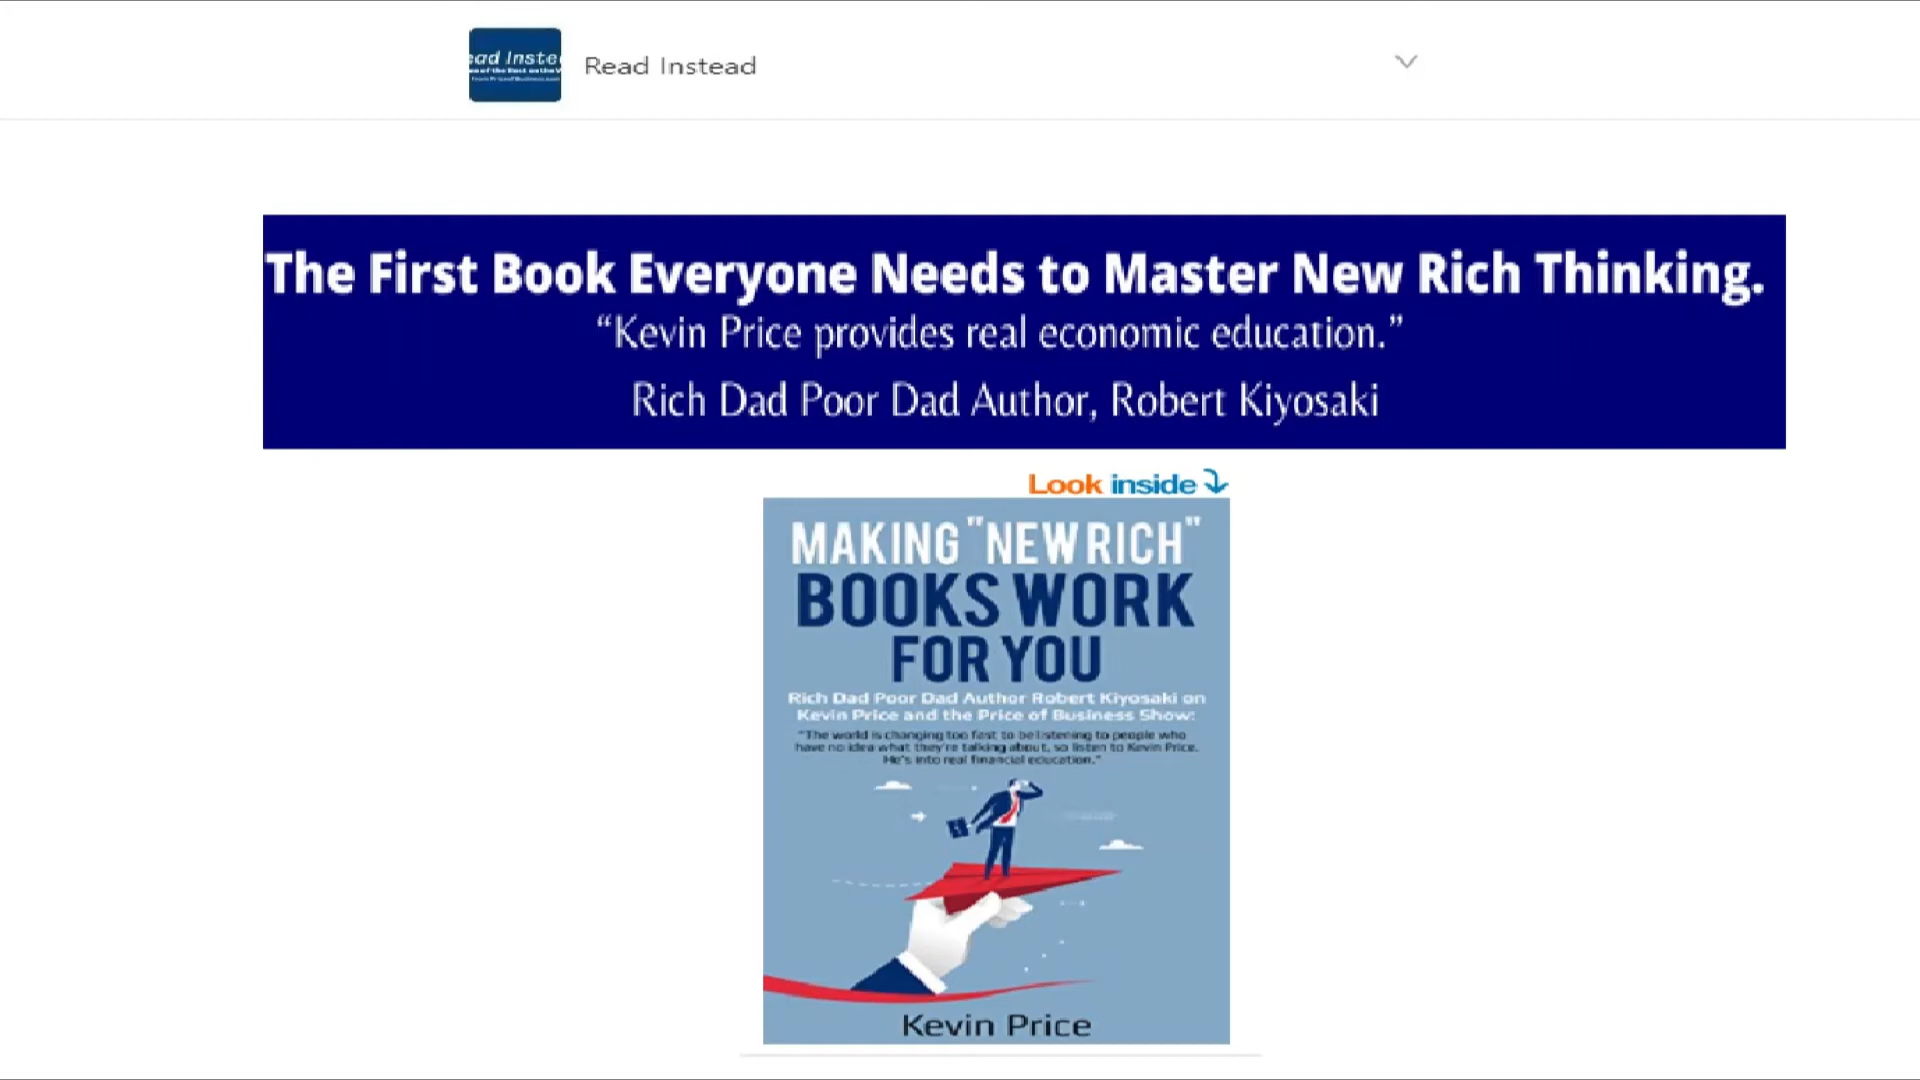 ead Inste
Read Instead
The First Book Everyone Needs to Master New Rich Thinking.
“Kevin Price provides real economic education.”
Rich Dad Poor Dad Author, Robert Kiyosaki
Look inside
MAKING "NEW RICH"
BOOKS WORK
FOR YOU
Rich Dad Poor Dad Author Robert Kiyosaki on
Kevin Price and the Price of Business Show:
"The world is changing too fast to be listening to people who
have no idea what they're talking about, so listen to Kevin Price.
He's into real financial education."
Kevin Price